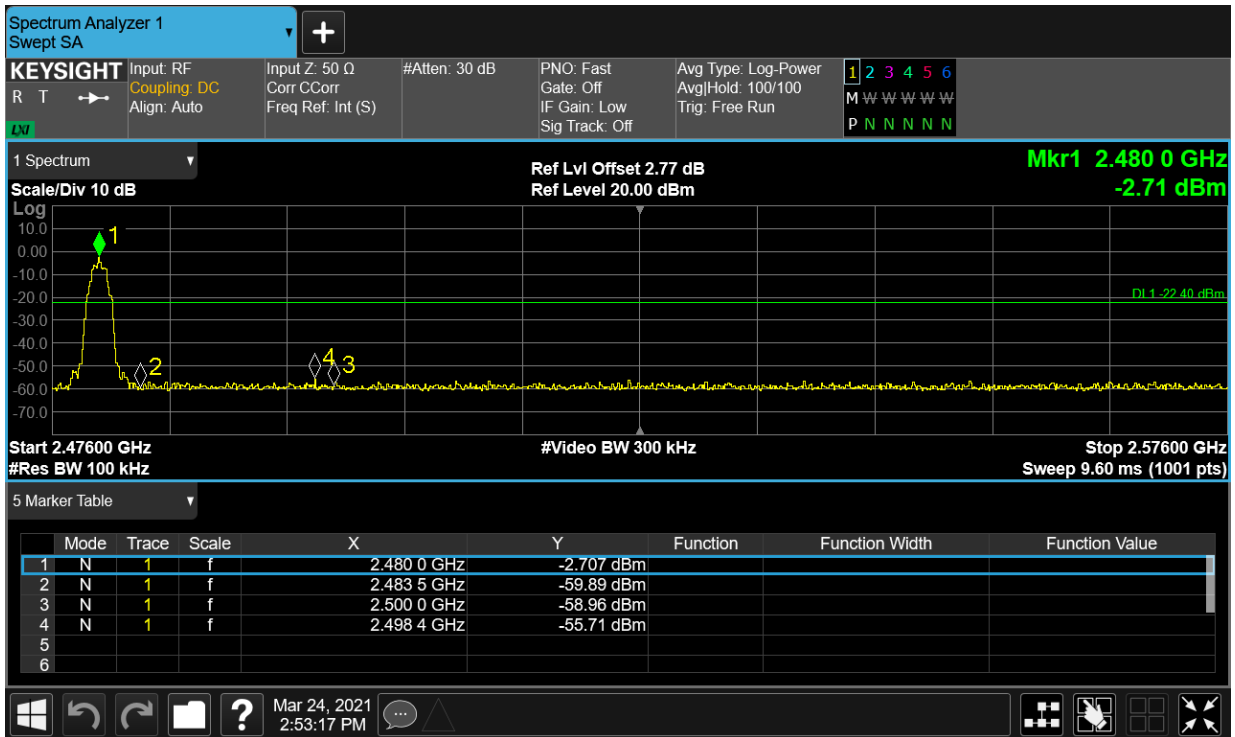 Spectrum Analyzer 1
Swept SA
+
KEYSIGHT
R T
LXI
Input: RF
Coupling: DC
Align: Auto
Input Z: 50 Ω
Corr CCorr
Freq Ref: Int (S)
#Atten: 30 dB
PNO: Fast
Gate: Off
IF Gain: Low
Sig Track: Off
Avg Type: Log-Power
Avg|Hold: 100/100
Trig: Free Run
1 2 3 4 5 6
M W W W W W
P N N N N N
1 Spectrum
Scale/Div 10 dB
Ref Lvl Offset 2.77 dB
Ref Level 20.00 dBm
Mkr1 2.480 0 GHz
-2.71 dBm
Log
10.0
0.00
-10.0
-20.0
-30.0
-40.0
-50.0
-60.0
-70.0
1
2
4
3
DL1 -22.40 dBm
Start 2.47600 GHz
#Res BW 100 kHz
#Video BW 300 kHz
Stop 2.57600 GHz
Sweep 9.60 ms (1001 pts)
5 Marker Table
Mode Trace Scale X Y Function Function Width Function Value
1 N 1 f 2.480 0 GHz -2.707 dBm
2 N 1 f 2.483 5 GHz -59.89 dBm
3 N 1 f 2.500 0 GHz -58.96 dBm
4 N 1 f 2.498 4 GHz -55.71 dBm
5
6
?
Mar 24, 2021
2:53:17 PM